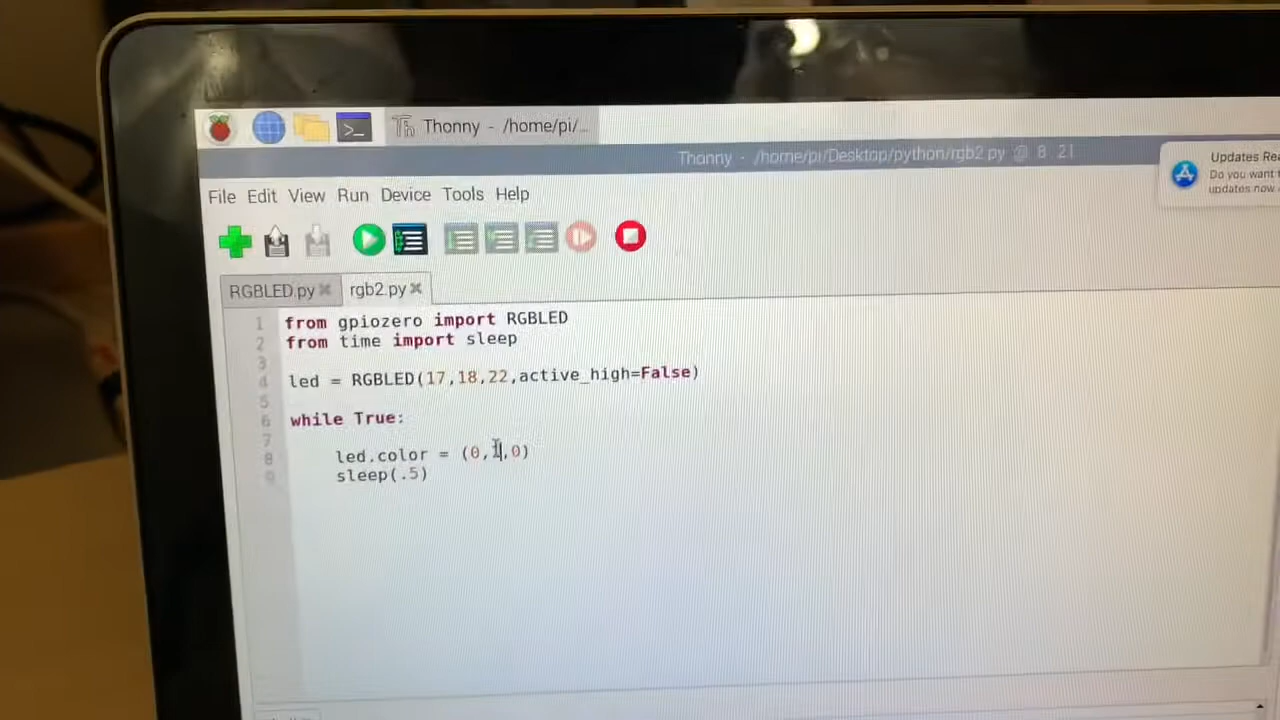 Thonny - /home/pi/...
Thonny - /home/pi/Desktop/python/rgb2.py @ 8 21
Updates Re
Do you want
updates now
File Edit View Run Device Tools Help
RGBLED.py rgb2.py
1 from gpiozero import RGBLED
2 from time import sleep
3
4 led = RGBLED(17,18,22,active_high=False)
5
6 while True:
7
8 led.color = (0,1,0)
9 sleep(.5)